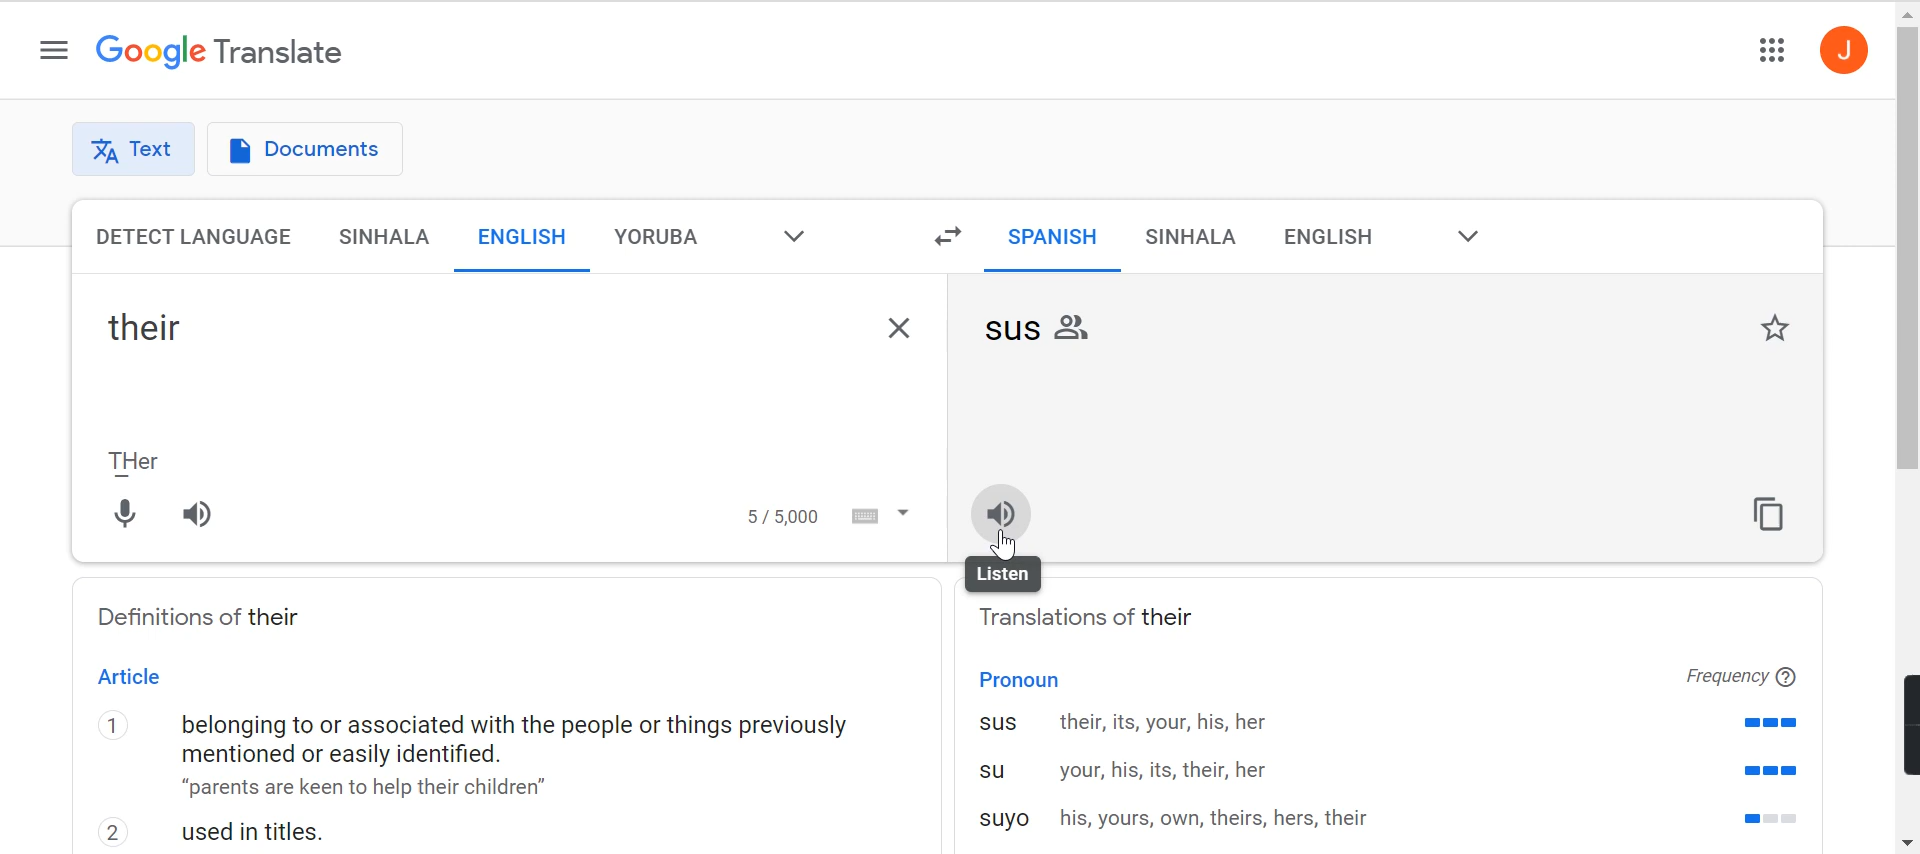 Google Translate
J
Text
Documents
DETECT LANGUAGE SINHALA ENGLISH YORUBA SPANISH SINHALA ENGLISH
their
sus
THer
5 / 5,000
Listen
Definitions of their
Article
1 belonging to or associated with the people or things previously
mentioned or easily identified.
“parents are keen to help their children”
2 used in titles.
Translations of their
Pronoun Frequency ?
sus their, its, your, his, her
su your, his, its, their, her
suyo his, yours, own, theirs, hers, their